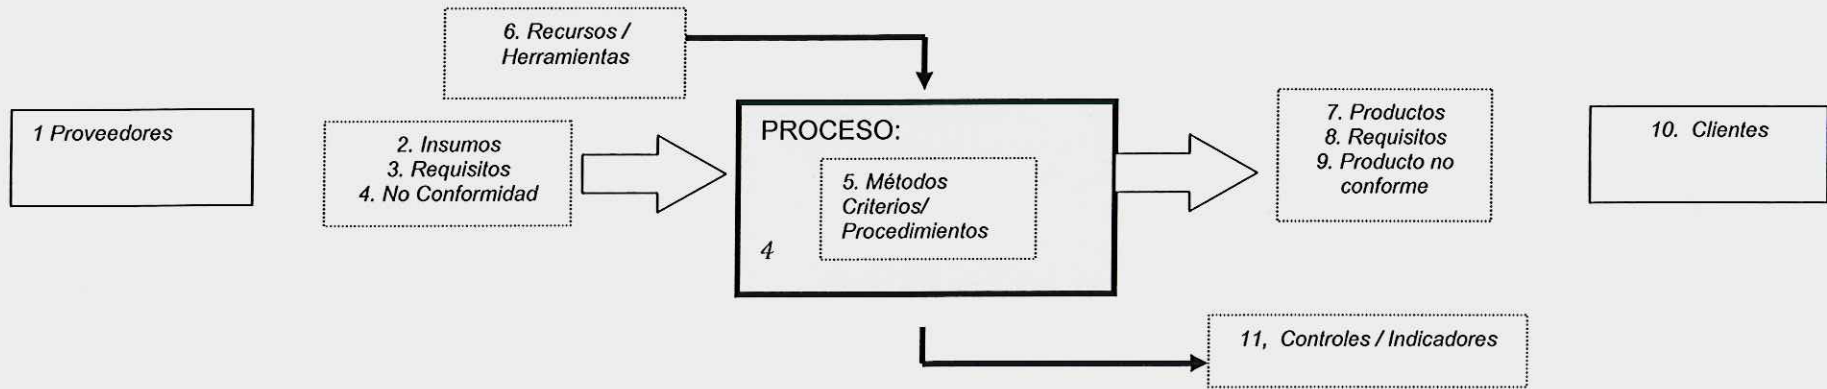 6. Recursos /
Herramientas
1 Proveedores
2. Insumos
3. Requisitos
4. No Conformidad
PROCESO:
5. Métodos
Criterios/
Procedimientos
4
7. Productos
8. Requisitos
9. Producto no
conforme
10. Clientes
11, Controles / Indicadores